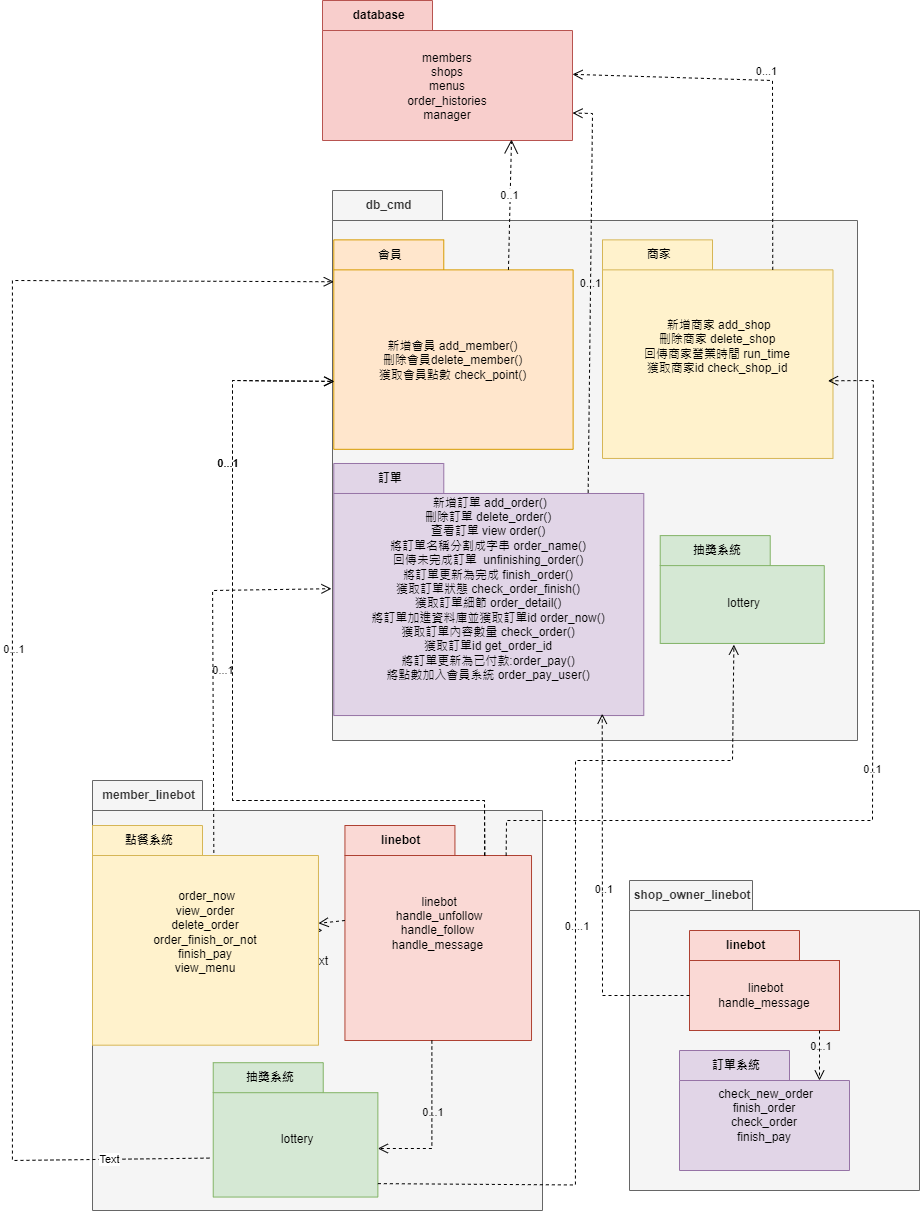 database
members
shops
menus
order_histories
manager
0...1
0..1
db_cmd
會員
新增會員 add_member()
刪除會員delete_member()
獲取會員點數 check_point()
商家
新增商家 add_shop
刪除商家 delete_shop
回傳商家營業時間 run_time
獲取商家id check_shop_id
0...1
0...1
訂單
新增訂單 add_order()
刪除訂單 delete_order()
查看訂單 view order()
將訂單名稱分割成字串 order_name()
回傳未完成訂單 unfinishing_order()
將訂單更新為完成 finish_order()
獲取訂單狀態 check_order_finish()
獲取訂單細節 order_detail()
將訂單加進資料庫並獲取訂單id order_now()
獲取訂單內容數量 check_order()
獲取訂單id get_order_id
將訂單更新為已付款:order_pay()
將點數加入會員系統 order_pay_user()
抽獎系統
lottery
0...1
0...1
0...1
member_linebot
點餐系統
order_now
view_order
delete_order
order_finish_or_not
finish_pay
view_menu
linebot
linebot
handle_unfollow
handle_follow
handle_message
xt
0...1
0...1
0...1
抽獎系統
lottery
Text
shop_owner_linebot
linebot
linebot
handle_message
0...1
訂單系統
check_new_order
finish_order
check_order
finish_pay